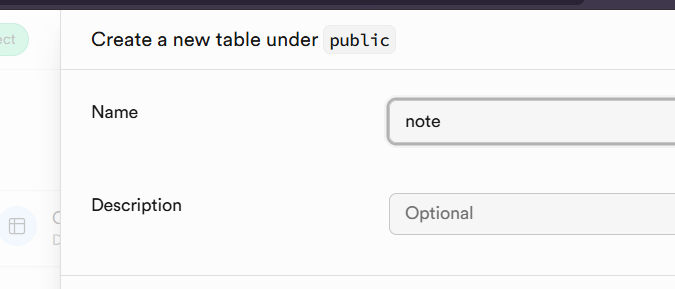 Create a new table under public
Name
note
Description
Optional